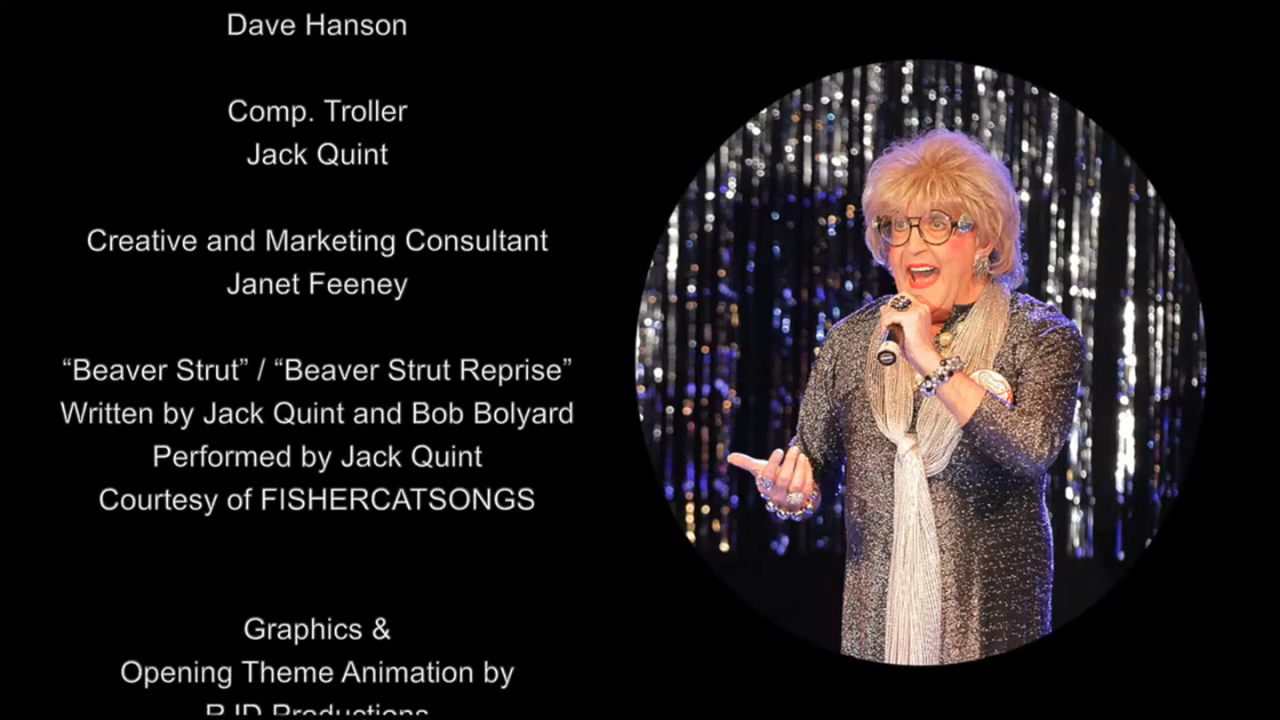 Dave Hanson
Comp. Troller
Jack Quint
Creative and Marketing Consultant
Janet Feeney
“Beaver Strut” / “Beaver Strut Reprise”
Written by Jack Quint and Bob Bolyard
Performed by Jack Quint
Courtesy of FISHERCATSONGS
Graphics &
Opening Theme Animation by
Productions